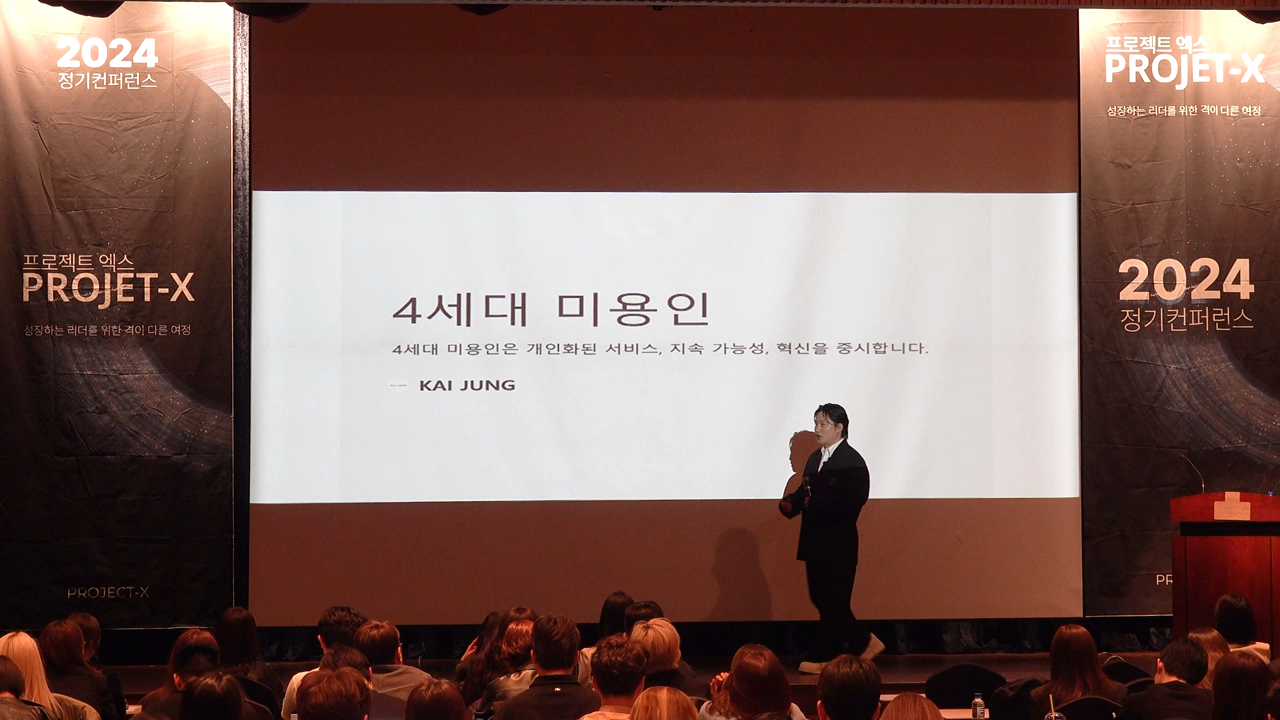 2024
정기컨퍼런스
프로젝트 엑스
PROJET-X
성장하는 리더를 위한 격이 다른 여정
PROJECT-X
4세대 미용인
4세대 미용인은 개인화된 서비스, 지속 가능성, 혁신을 중시합니다.
KAI JUNG
프로젝트 엑스
PROJET-X
성장하는 리더를 위한 격이 다른 여정
2024
정기컨퍼런스
PR